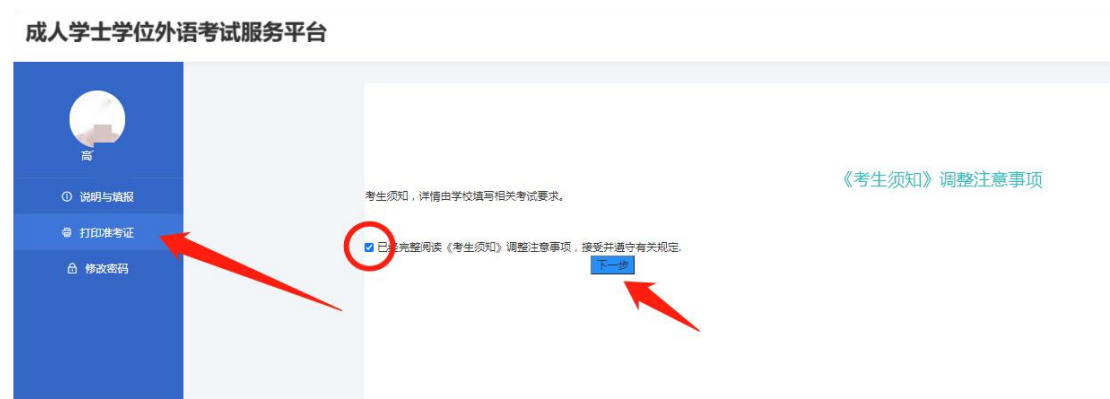 成人学士学位外语考试服务平台
高
说明与填报
打印准考证
修改密码
《考生须知》调整注意事项
考生须知，详情由学校填写相关考试要求。
已经完整阅读《考生须知》调整注意事项，接受并遵守有关规定.
下一步